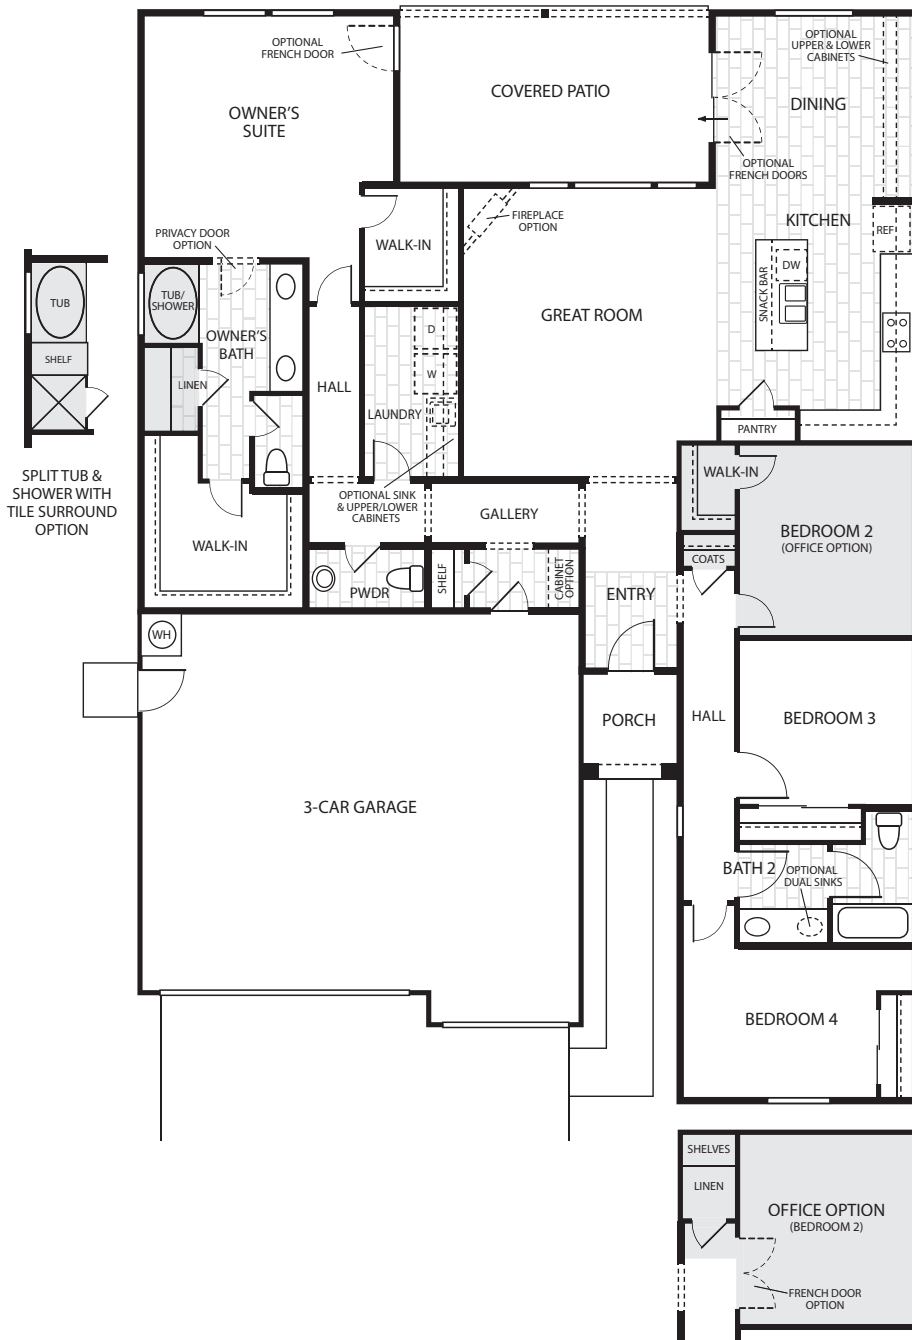 OPTIONAL
FRENCH DOOR
OWNER'S
SUITE
COVERED PATIO
OPTIONAL
UPPER & LOWER
CABINETS
DINING
OPTIONAL
FRENCH DOORS
KITCHEN
REF
DW
SNACK BAR
FIREPLACE
OPTION
WALK-IN
PRIVACY DOOR
OPTION
TUB
SHELF
SPLIT TUB &
SHOWER WITH
TILE SURROUND
OPTION
TUB/
SHOWER
OWNER'S
BATH
LINEN
HALL
D
W
LAUNDRY
GREAT ROOM
PANTRY
OPTIONAL SINK
& UPPER/LOWER
CABINETS
GALLERY
WALK-IN
WALK-IN
BEDROOM 2
(OFFICE OPTION)
COATS
PWDR
SHELF
CABINET
OPTION
ENTRY
WH
PORCH
HALL
BEDROOM 3
3-CAR GARAGE
BATH 2
OPTIONAL
DUAL SINKS
BEDROOM 4
SHELVES
LINEN
OFFICE OPTION
(BEDROOM 2)
FRENCH DOOR
OPTION